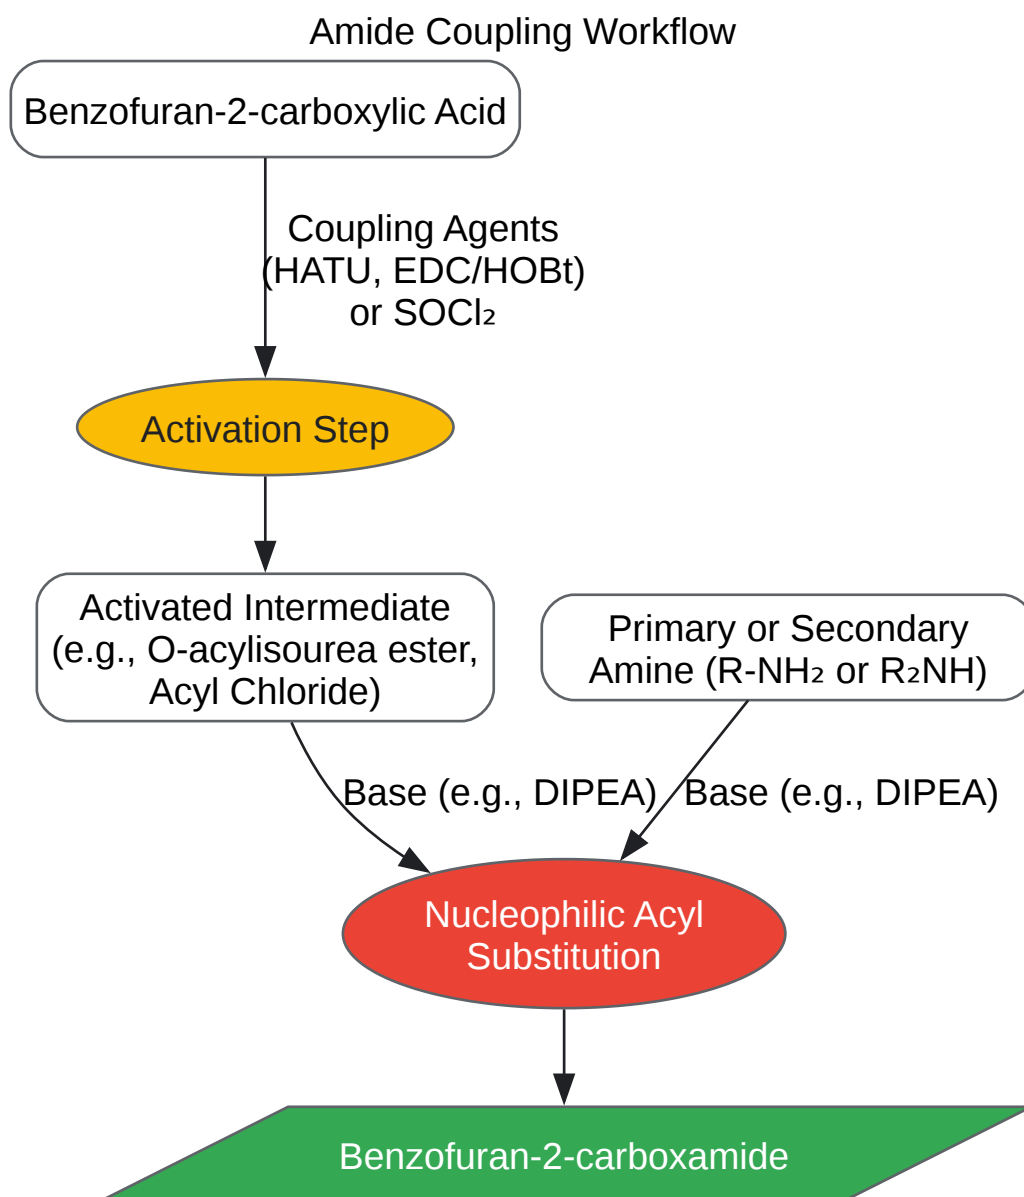 Amide Coupling Workflow
Benzofuran-2-carboxylic Acid
Coupling Agents
(HATU, EDC/HOBt)
or SOCl₂
Activation Step
Activated Intermediate
(e.g., O-acylisourea ester,
Acyl Chloride)
Primary or Secondary
Amine (R-NH₂ or R₂NH)
Base (e.g., DIPEA)
Base (e.g., DIPEA)
Nucleophilic Acyl
Substitution
Benzofuran-2-carboxamide